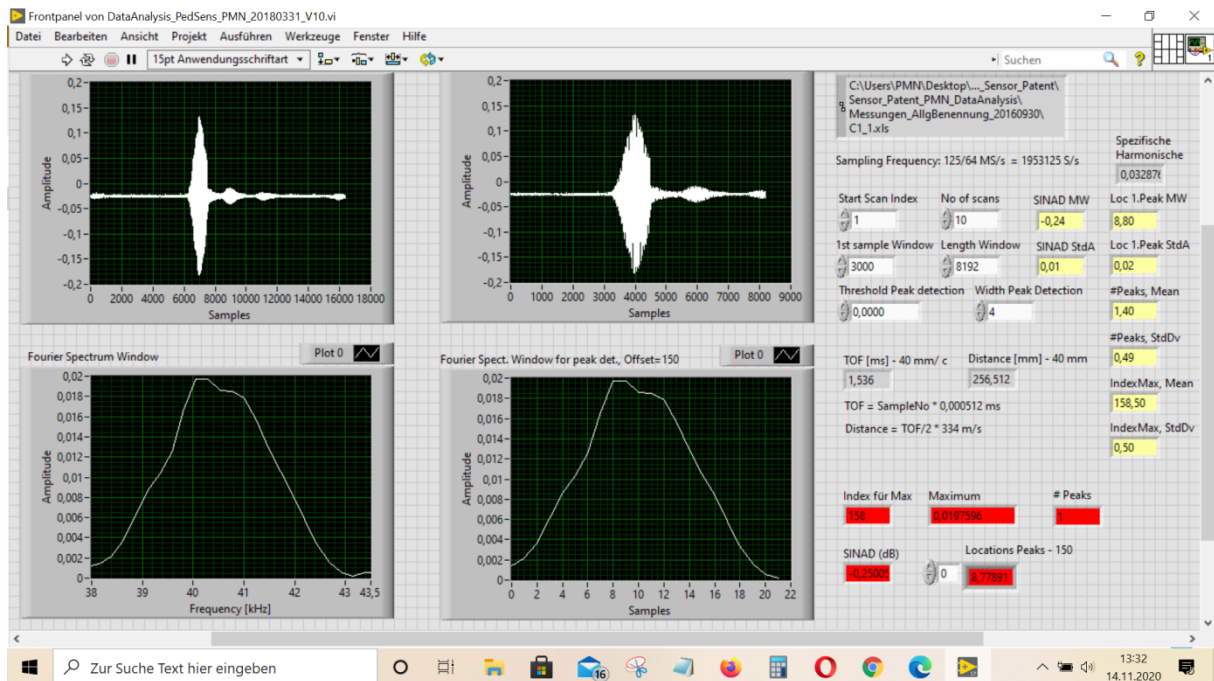 Frontpanel von DataAnalysis_PedSens_PMN_20180331_V10.vi
Datei Bearbeiten Ansicht Projekt Ausführen Werkzeuge Fenster Hilfe
15pt Anwendungsschriftart
Suchen
1
0,2
0,15
0,1
0,05
0
-0,05
-0,1
-0,15
-0,2
Amplitude
0 2000 4000 6000 8000 10000 12000 14000 16000 18000
Samples
0,2
0,15
0,1
0,05
0
-0,05
-0,1
-0,15
-0,2
Amplitude
0 1000 2000 3000 4000 5000 6000 7000 8000 9000
Samples
C:\Users\PMN\Desktop\..._Sensor_Patent\
Sensor_Patent_PMN_DataAnalysis\
Messungen_AllgBenennung_20160930\
C1_1.xls
Spezifische
Harmonische
0,03287
Sampling Frequency: 125/64 MS/s = 1953125 S/s
Start Scan Index No of scans SINAD MW Loc 1.Peak MW
1 10 -0,24 8,80
1st sample Window Length Window SINAD StdA Loc 1.Peak StdA
3000 8192 0,01 0,02
Threshold Peak detection Width Peak Detection #Peaks, Mean
0,0000 4 1,40
#Peaks, StdDv
0,49
Fourier Spectrum Window Plot 0
0,02
0,018
0,016
0,014
0,012
0,01
0,008
0,006
0,004
0,002
0
Amplitude
38 39 40 41 42 43 43,5
Frequency [kHz]
Fourier Spect. Window for peak det., Offset=150 Plot 0
0,02
0,018
0,016
0,014
0,012
0,01
0,008
0,006
0,004
0,002
0
Amplitude
0 2 4 6 8 10 12 14 16 18 20 22
Samples
TOF [ms] - 40 mm/ c Distance [mm] - 40 mm
1,536 256,512
IndexMax, Mean
158,50
TOF = SampleNo * 0,000512 ms
Distance = TOF/2 * 334 m/s
IndexMax, StdDv
0,50
Index für Max Maximum # Peaks
158 0,0197596 1
SINAD (dB) Locations Peaks - 150
-0,2500 0 8,77891
Zur Suche Text hier eingeben
16
13:32
14.11.2020